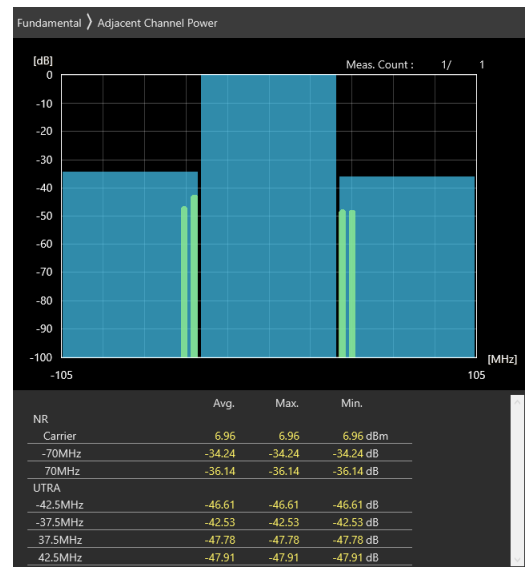 Fundamental 〉 Adjacent Channel Power
[dB]
Meas. Count : 1/ 1
0
-10
-20
-30
-40
-50
-60
-70
-80
-90
-100
[MHz]
-105 105
Avg. Max. Min.
NR
Carrier 6.96 6.96 6.96 dBm
-70MHz -34.24 -34.24 -34.24 dB
70MHz -36.14 -36.14 -36.14 dB
UTRA
-42.5MHz -46.61 -46.61 -46.61 dB
-37.5MHz -42.53 -42.53 -42.53 dB
37.5MHz -47.78 -47.78 -47.78 dB
42.5MHz -47.91 -47.91 -47.91 dB